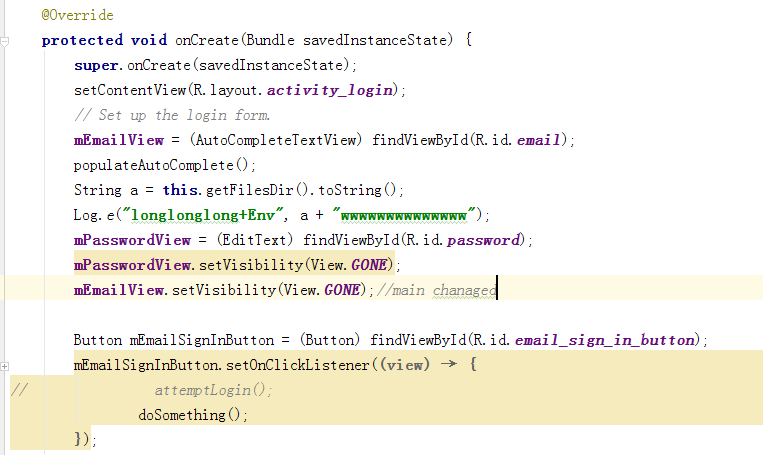 @Override
protected void onCreate(Bundle savedInstanceState) {
super.onCreate(savedInstanceState);
setContentView(R.layout.activity_login);
// Set up the login form.
mEmailView = (AutoCompleteTextView) findViewById(R.id.email);
populateAutoComplete();
String a = this.getFilesDir().toString();
Log.e("longlonglong+Env", a + "wwwwwwwwwwwwww");
mPasswordView = (EditText) findViewById(R.id.password);
mPasswordView.setVisibility(View.GONE);
mEmailView.setVisibility(View.GONE);//main chanaged
Button mEmailSignInButton = (Button) findViewById(R.id.email_sign_in_button);
mEmailSignInButton.setOnClickListener((view) → {
// attemptLogin();
doSomething();
});